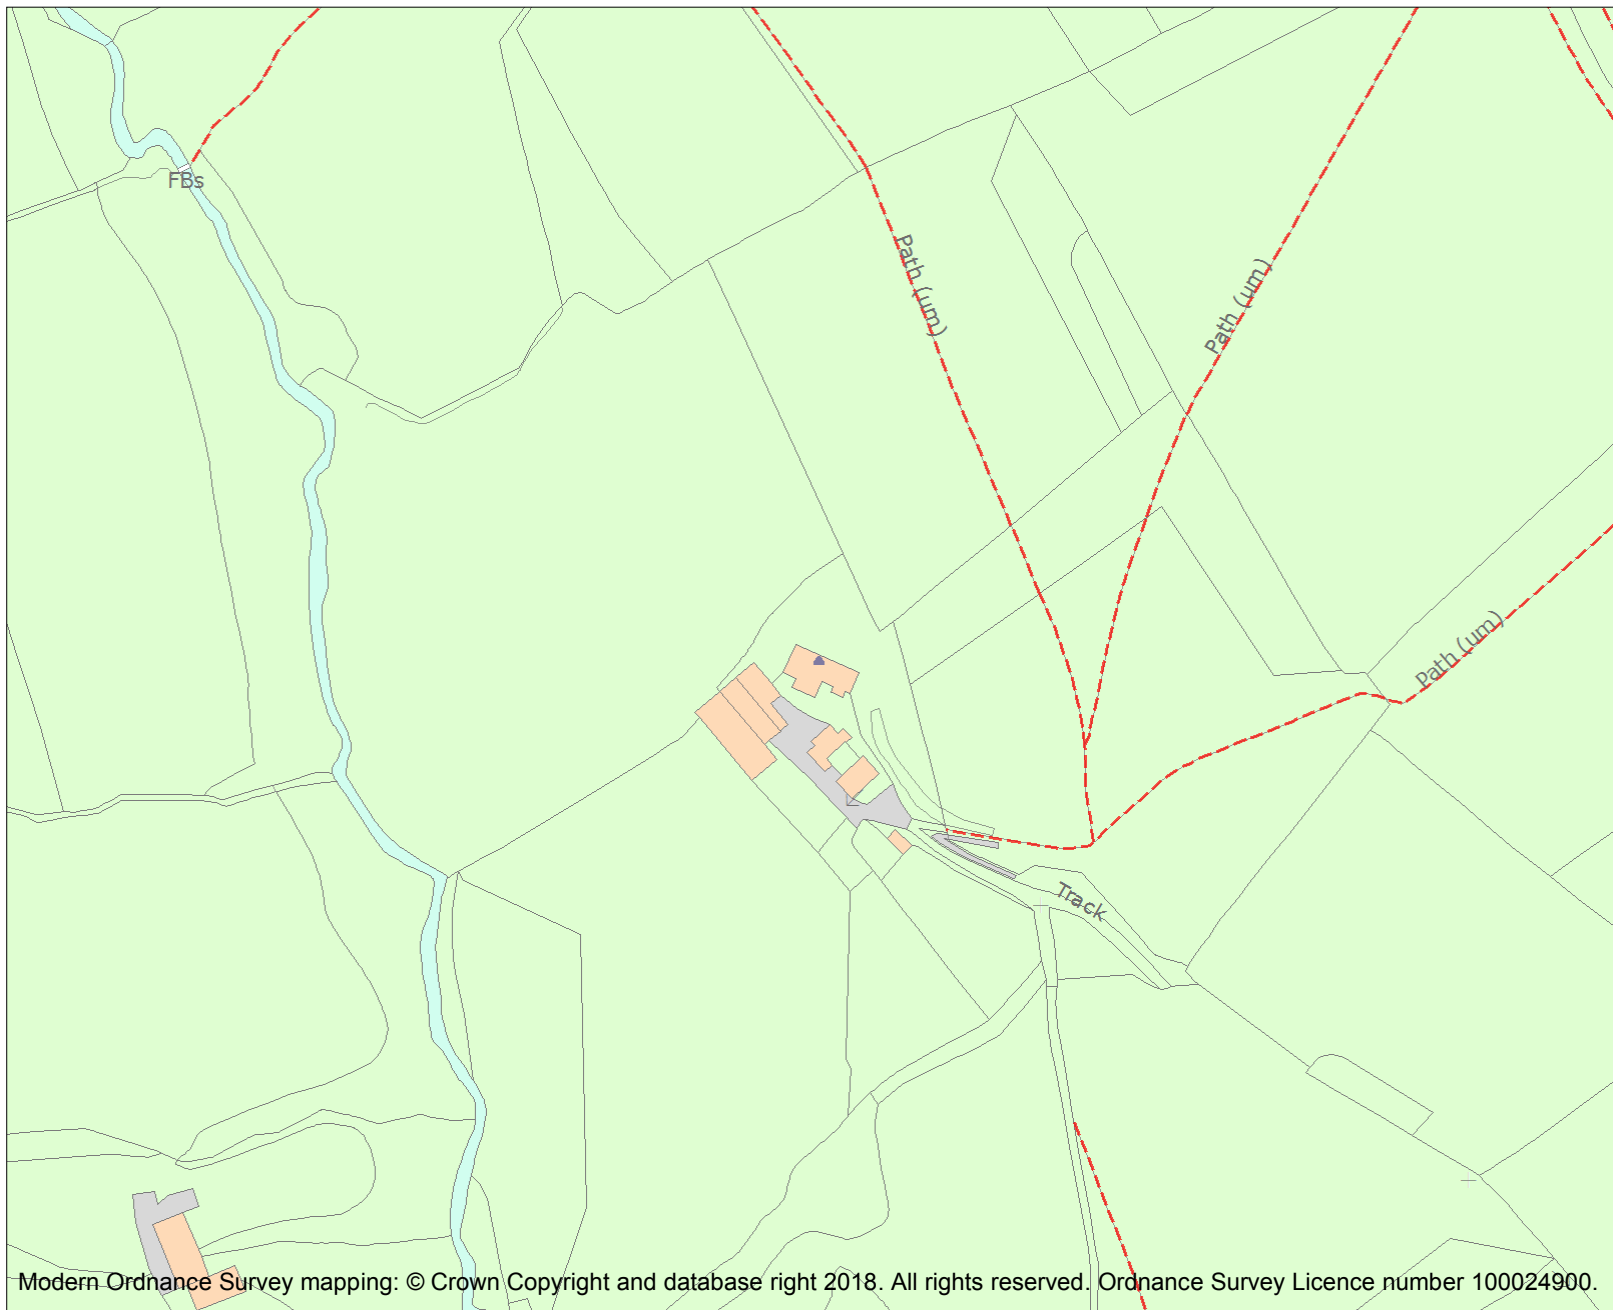 FBs
Path (um)
Path (um)
Path (um)
Track
Modern Ordnance Survey mapping: © Crown Copyright and database right 2018. All rights reserved. Ordnance Survey Licence number 100024900.